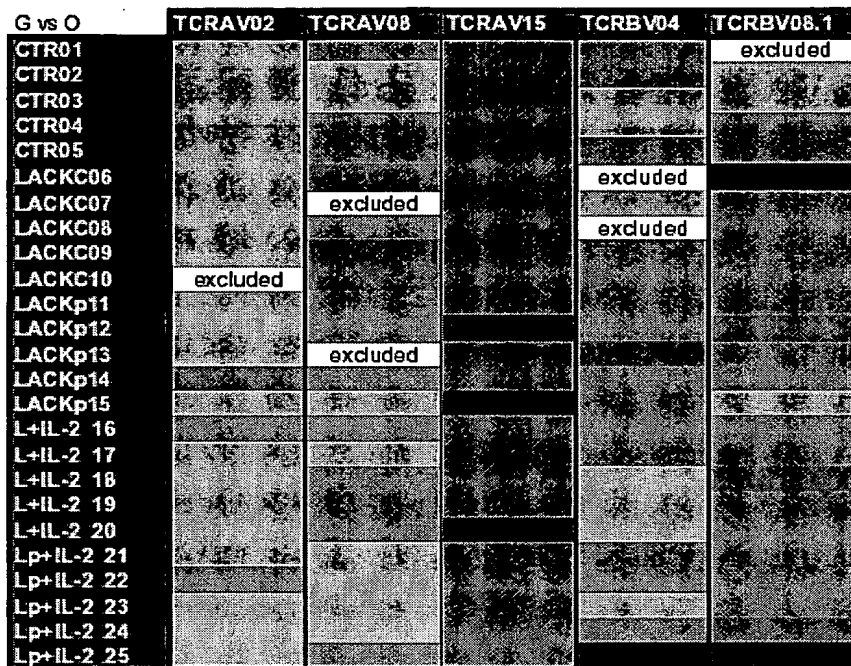 G vs O TCRAV02 TCRAV08 TCRAV15 TCRBV04 TCRBV08.1
CTR01 excluded
CTR02
CTR03
CTR04
CTR05
LACKC06 excluded
LACKC07 excluded
LACKC08 excluded
LACKC09
LACKC10 excluded
LACKp11
LACKp12
LACKp13 excluded
LACKp14
LACKp15
L+IL-2 16
L+IL-2 17
L+IL-2 18
L+IL-2 19
L+IL-2 20
Lp+IL-2 21
Lp+IL-2 22
Lp+IL-2 23
Lp+IL-2 24
Lp+IL-2 25